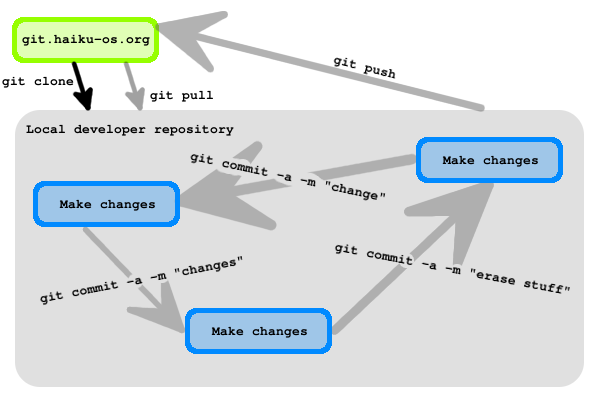 git.haiku-os.org
git push
git clone
git pull
Local developer repository
git commit -a -m "change"
Make changes
Make changes
git commit -a -m "erase stuff"
git commit -a -m "changes"
Make changes